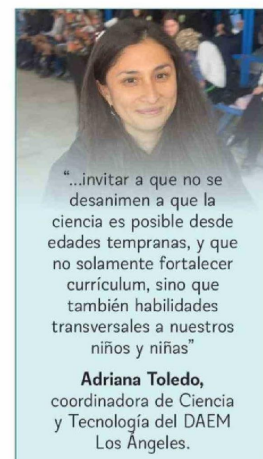 “...invitar a que no se
desanimen a que la
ciencia es posible desde
edades tempranas, y que
no solamente fortalecer
currículum, sino que
también habilidades
transversales a nuestros
niños y niñas”
Adriana Toledo,
coordinadora de Ciencia
y Tecnología del DAEM
Los Ángeles.